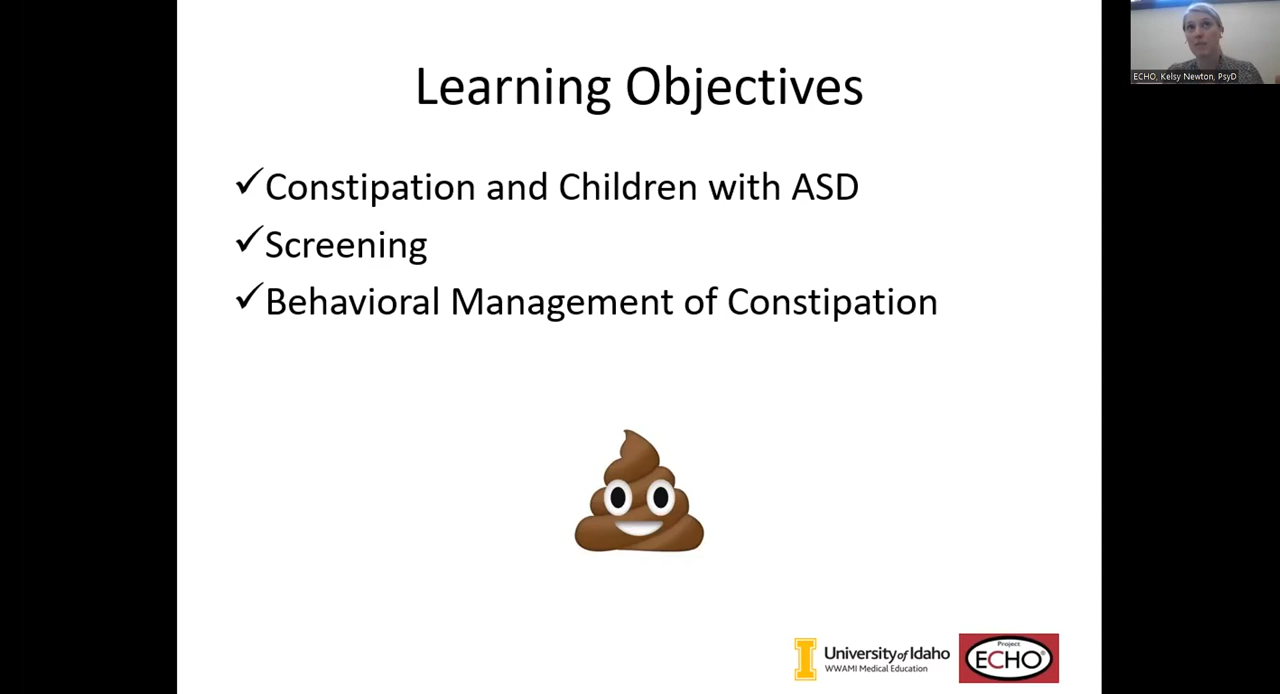 ECHO, Kelsy Newton, PsyD
Learning Objectives
✓Constipation and Children with ASD
✓Screening
✓Behavioral Management of Constipation
I
University of Idaho
WWAMI Medical Education
Project
ECHO®